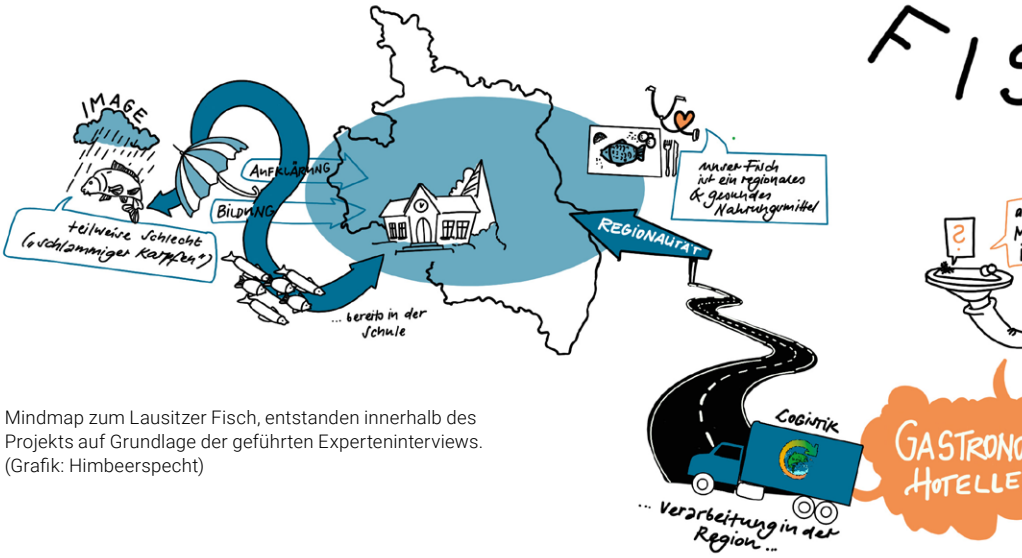 FIS
IMAGE
AUFKLÄRUNG
BILDUNG
teilweise schlecht
("schlammiger Karpfen")
... bereits in der
Schule
unser Fisch
ist ein regionales
& gesundes
Nahrungsmittel
REGIONALITÄT
?
a
M
i
LOGISTIK
GASTRONO
HOTELLE
... Verarbeitung in der
Region ...
Mindmap zum Lausitzer Fisch, entstanden innerhalb des
Projekts auf Grundlage der geführten Experteninterviews.
(Grafik: Himbeerspecht)